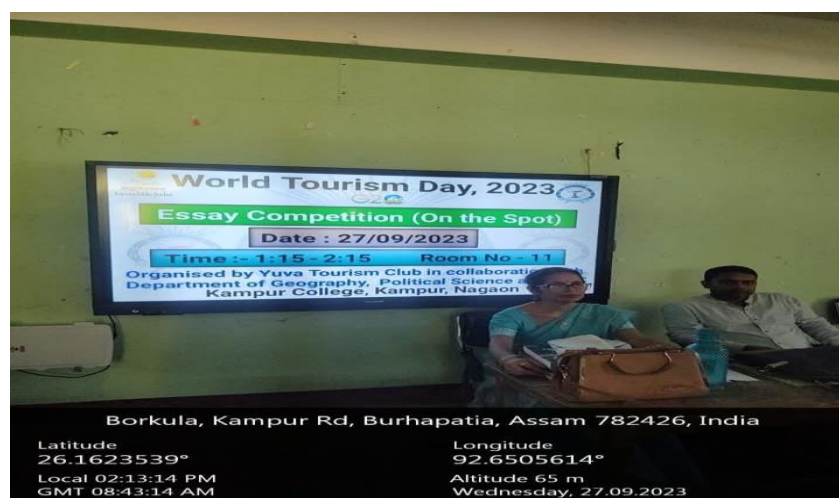 World Tourism Day, 2023
G20
Essay Competition (On the Spot)
Date : 27/09/2023
Time :- 1:15 - 2:15 Room No - 11
Organised by Yuva Tourism Club in collaboration
Department of Geography, Political Science
Kampur College, Kampur, Nagaon
Borkula, Kampur Rd, Burhapatia, Assam 782426, India
Latitude
26.1623539°
Longitude
92.6505614°
Local 02:13:14 PM
GMT 08:43:14 AM
Altitude 65 m
Wednesday, 27.09.2023